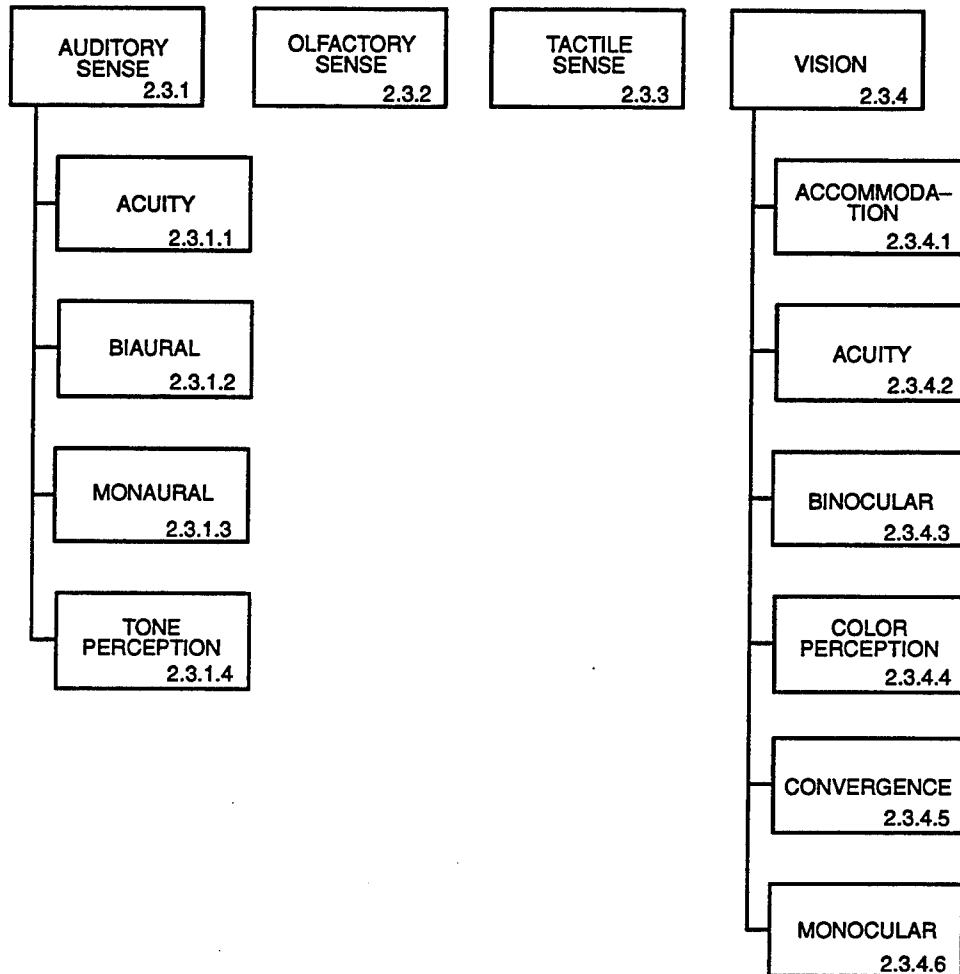 AUDITORY
SENSE
2.3.1
OLFACTORY
SENSE
2.3.2
TACTILE
SENSE
2.3.3
VISION
2.3.4
ACUITY
2.3.1.1
BIAURAL
2.3.1.2
MONAURAL
2.3.1.3
TONE
PERCEPTION
2.3.1.4
ACCOMMODA–
TION
2.3.4.1
ACUITY
2.3.4.2
BINOCULAR
2.3.4.3
COLOR
PERCEPTION
2.3.4.4
CONVERGENCE
2.3.4.5
MONOCULAR
2.3.4.6